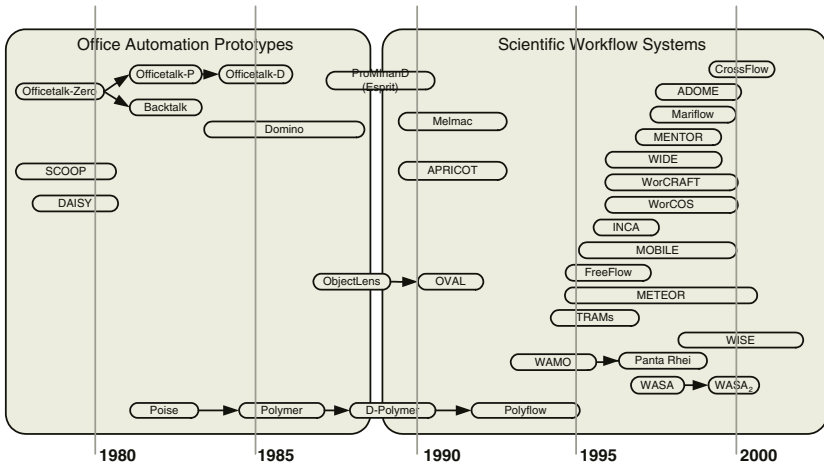 Office Automation Prototypes
Scientific Workflow Systems
CrossFlow
Officetalk-P
Officetalk-D
ProMInanD
(Esprit)
Officetalk-Zero
ADOME
Backtalk
Mariflow
Melmac
Domino
MENTOR
WIDE
SCOOP
APRICOT
WorCRAFT
DAISY
WorCOS
INCA
MOBILE
FreeFlow
ObjectLens
OVAL
METEOR
TRAMs
WISE
WAMO
Panta Rhei
WASA
WASA2
Poise
Polymer
D-Polymer
Polyflow
1980
1985
1990
1995
2000